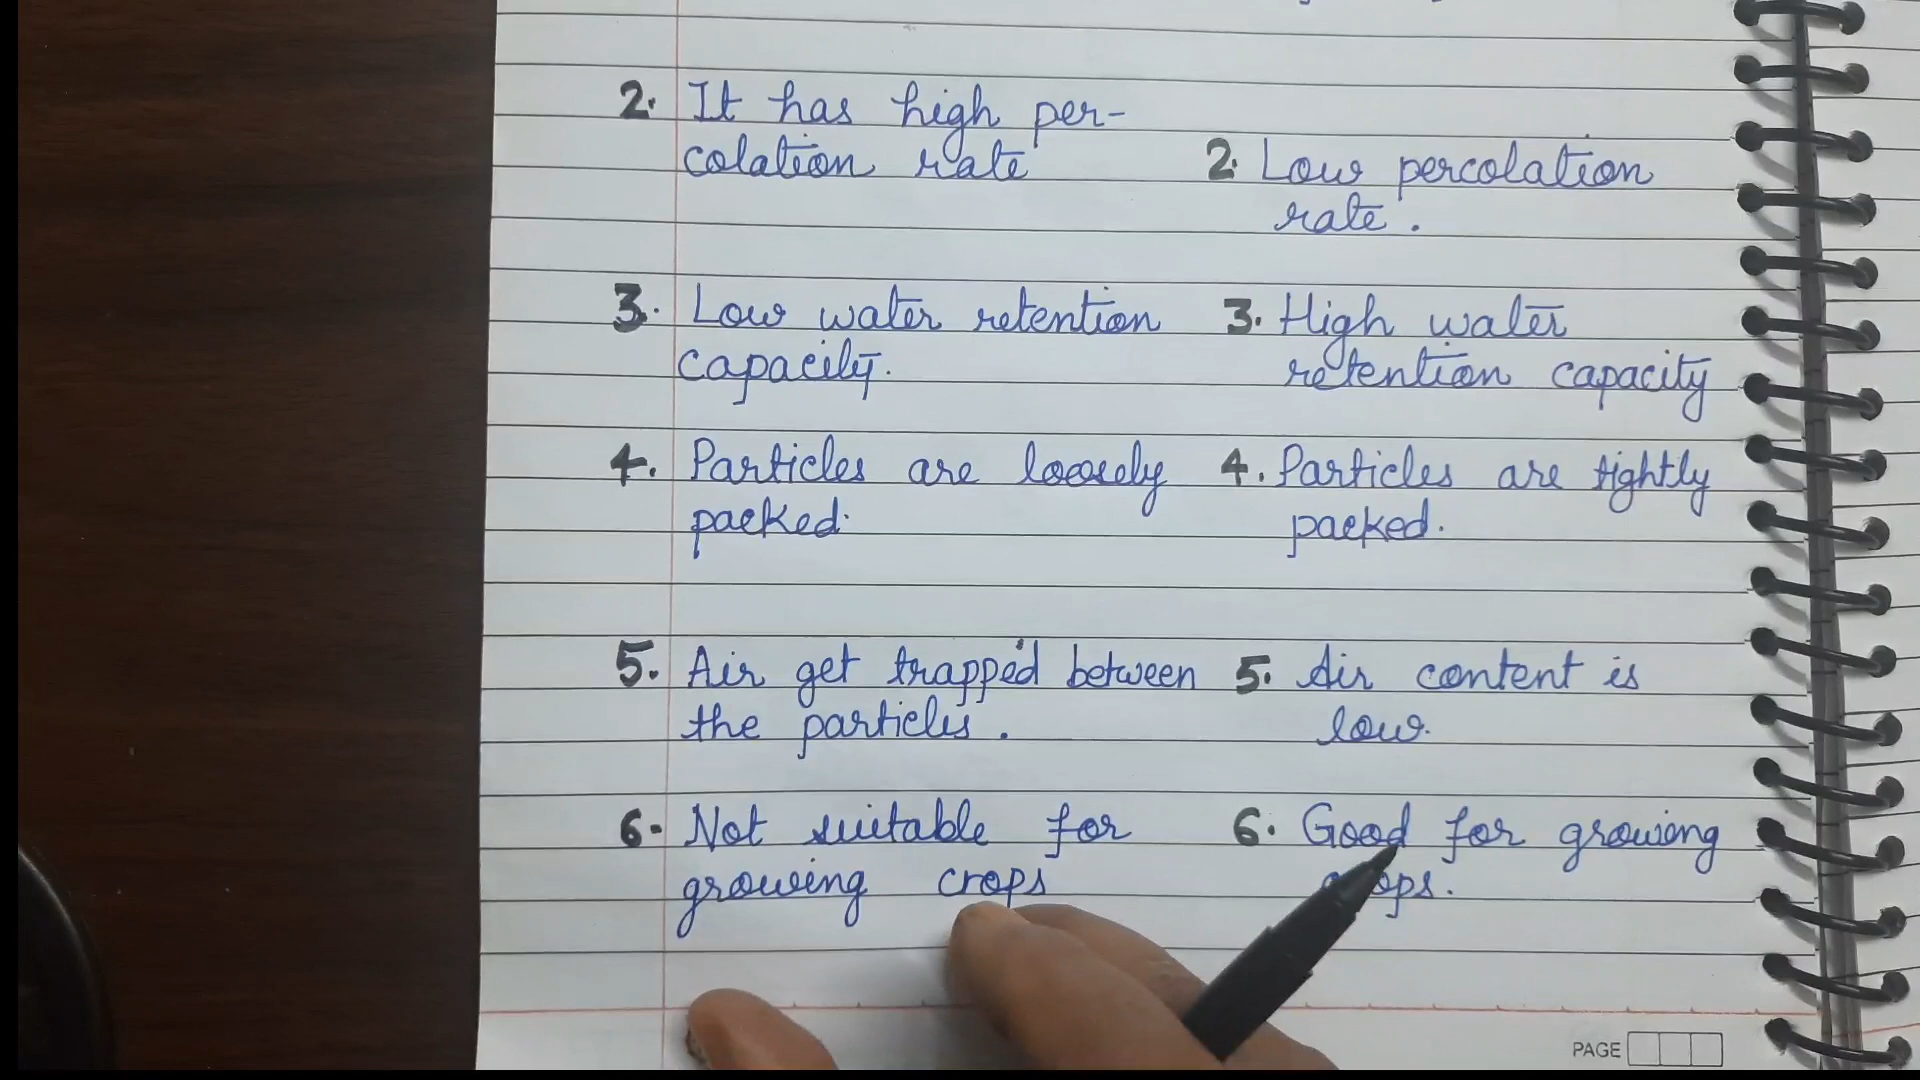 2. It has high per-
colation rate
2. Low percolation
rate.
3. Low water retention
capacity.
3. High water
retention capacity
4. Particles are loosely
packed.
4. Particles are tightly
packed.
5. Air get trapped between
the particles.
5. Air content is
low.
6. Not suitable for
growing crops
6. Good for growing
crops.
PAGE